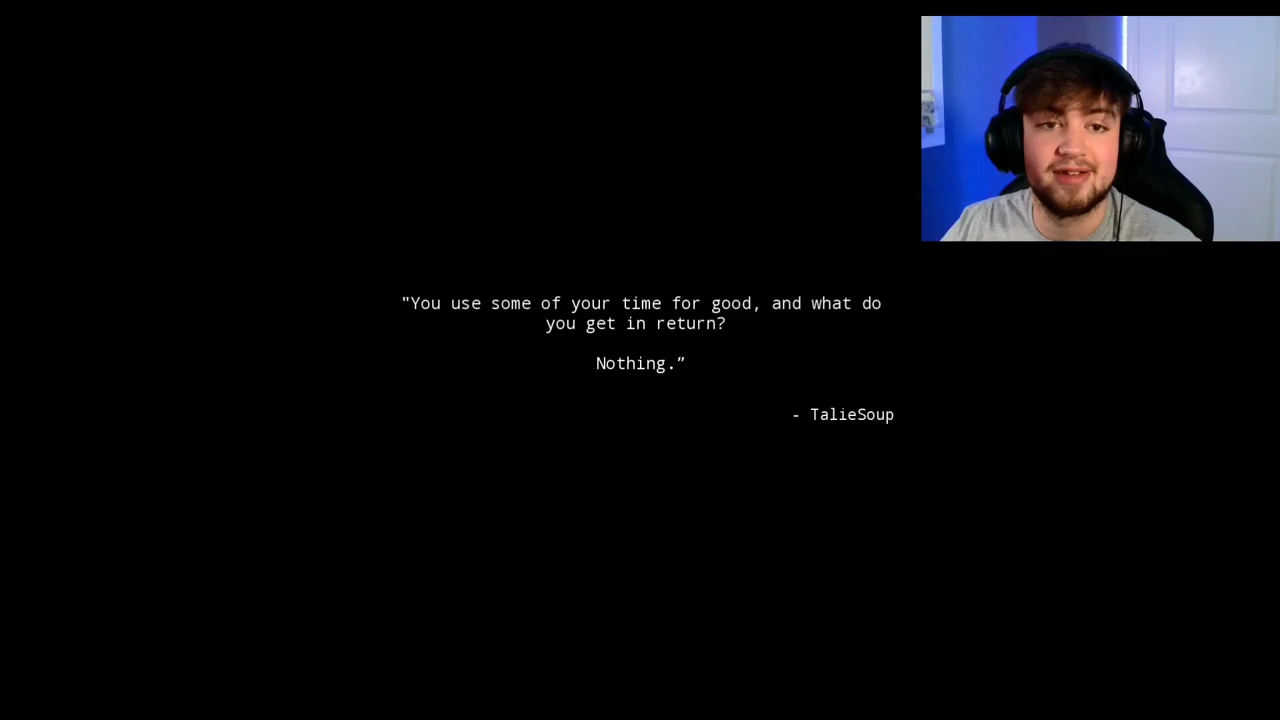 "You use some of your time for good, and what do
you get in return?
Nothing.”
- TalieSoup